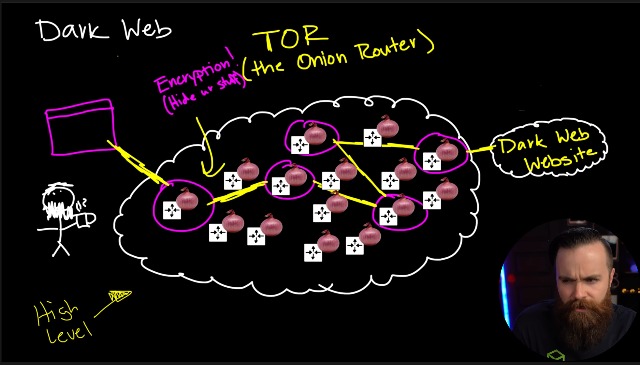 Dark Web
TOR
(the Onion Router)
Encryption!
(Hide ur stuff)
Dark Web
Website
High
Level